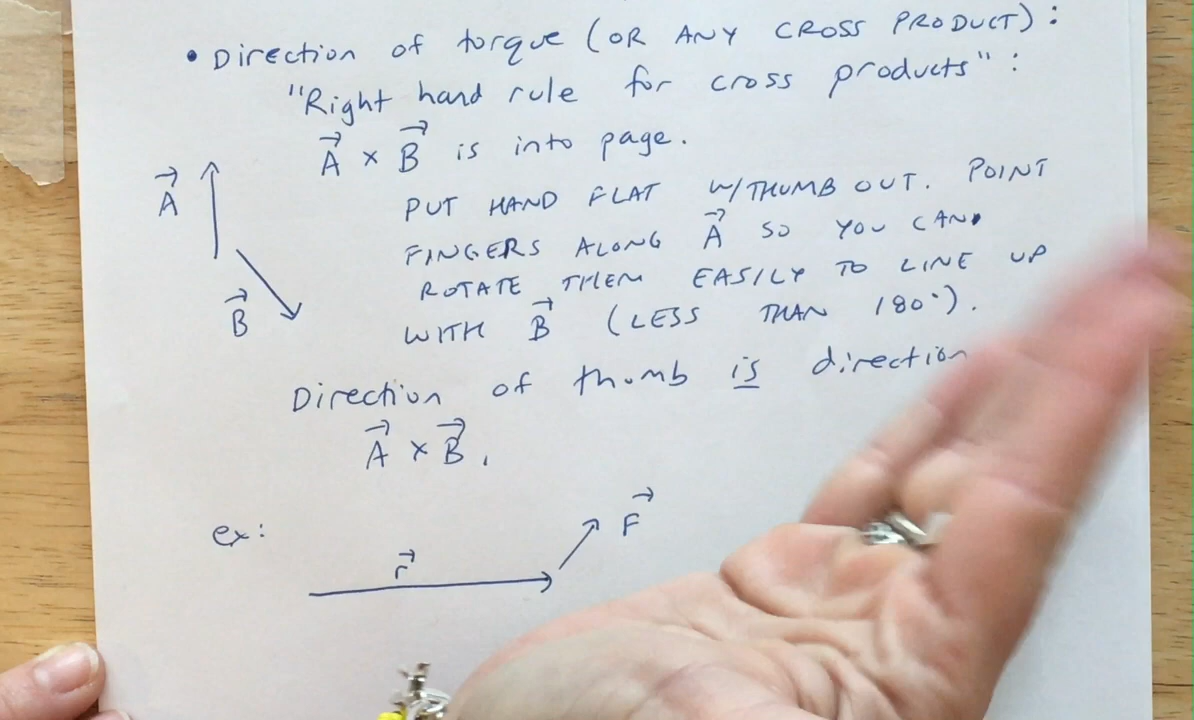 • Direction of torque (OR ANY CROSS PRODUCT):
"Right hand rule for cross products":
A⃗ × B⃗ is into page.
A⃗
PUT HAND FLAT W/THUMB OUT. POINT
FINGERS ALONG A⃗ SO YOU CAN
ROTATE THEM EASILY TO LINE UP
B⃗
WITH B⃗ (LESS THAN 180°).
Direction of thumb is direction
A⃗ × B⃗.
ex:
r⃗
F⃗